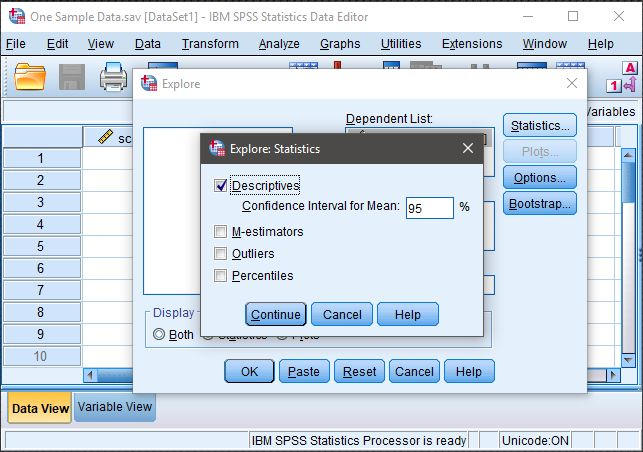 One Sample Data.sav [DataSet1] - IBM SPSS Statistics Data Editor
File Edit View Data Transform Analyze Graphs Utilities Extensions Window Help
A
1
Explore
Variables
Dependent List:
Statistics...
sc
Explore: Statistics
1
Plots...
2
Descriptives
Options...
3
Confidence Interval for Mean: 95 %
Bootstrap...
4
M-estimators
5
Outliers
6
Percentiles
7
Continue Cancel Help
8
Display
9
Both Statistics Plots
10
OK Paste Reset Cancel Help
Data View Variable View
IBM SPSS Statistics Processor is ready Unicode:ON